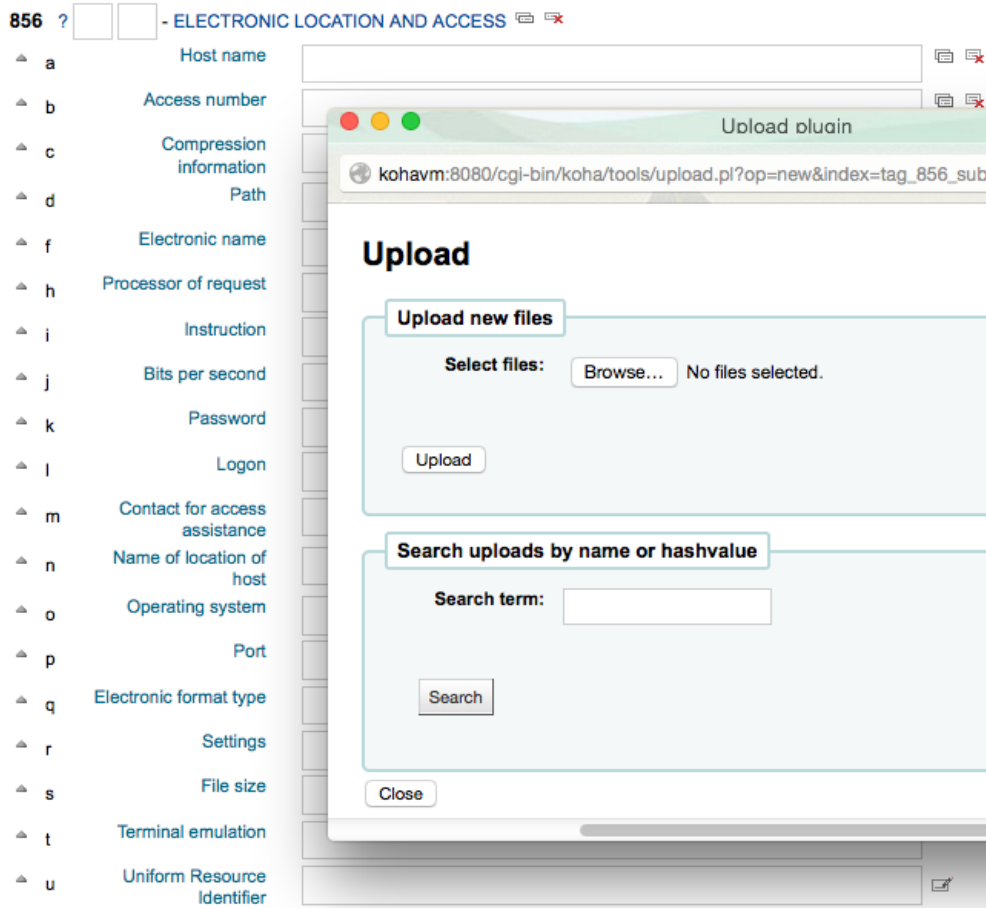 856 ? - ELECTRONIC LOCATION AND ACCESS
a Host name
b Access number
c Compression
information
d Path
f Electronic name
h Processor of request
i Instruction
j Bits per second
k Password
l Logon
m Contact for access
assistance
n Name of location of
host
o Operating system
p Port
q Electronic format type
r Settings
s File size
t Terminal emulation
u Uniform Resource
Identifier
Upload plugin
kohavm:8080/cgi-bin/koha/tools/upload.pl?op=new&index=tag_856_sub
Upload
Upload new files
Select files: Browse... No files selected.
Upload
Search uploads by name or hashvalue
Search term:
Search
Close